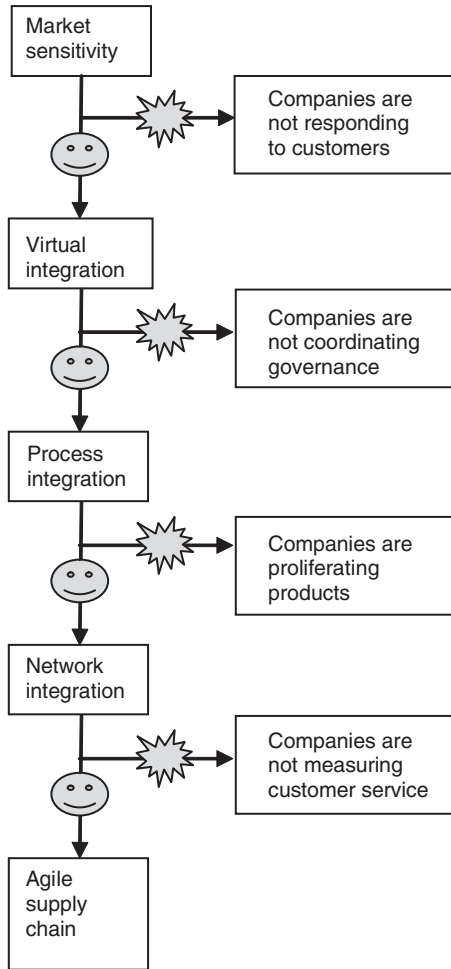 Market
sensitivity
Companies are
not responding
to customers
Virtual
integration
Companies are
not coordinating
governance
Process
integration
Companies are
proliferating
products
Network
integration
Companies are
not measuring
customer service
Agile
supply
chain